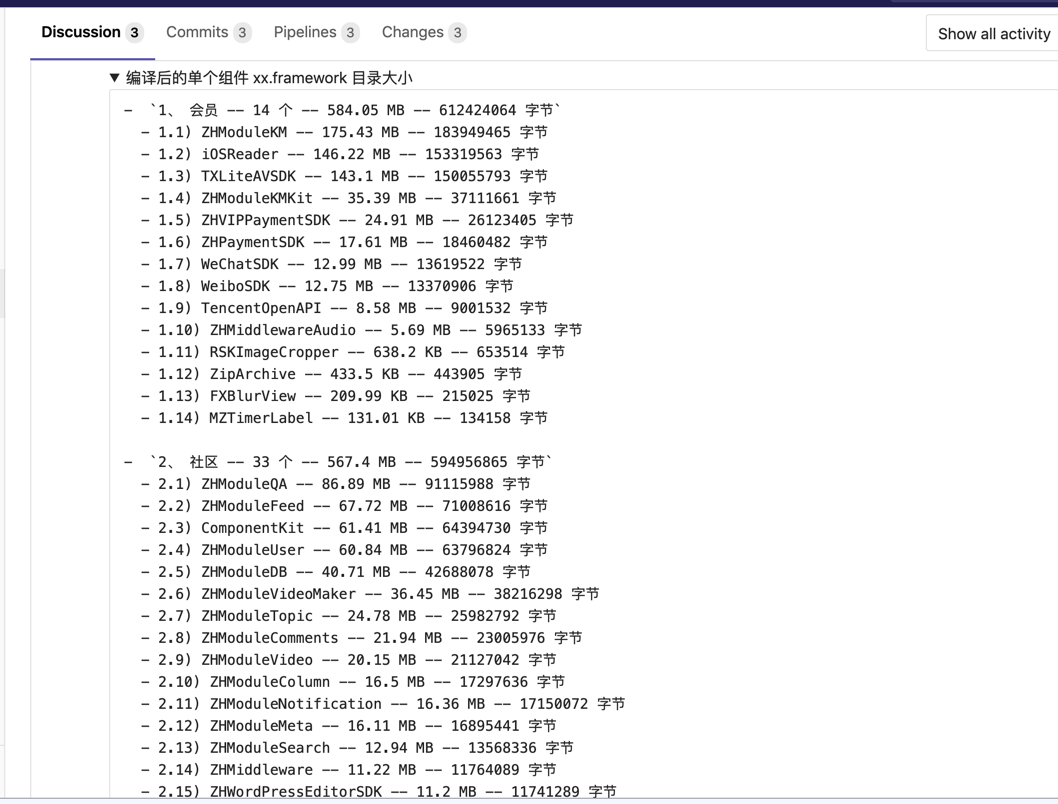 Discussion 3 Commits 3 Pipelines 3 Changes 3 Show all activity
▼ 编译后的单个组件 xx.framework 目录大小
- `1、 会员 -- 14 个 -- 584.05 MB -- 612424064 字节`
- 1.1) ZHModuleKM -- 175.43 MB -- 183949465 字节
- 1.2) iOSReader -- 146.22 MB -- 153319563 字节
- 1.3) TXLiteAVSDK -- 143.1 MB -- 150055793 字节
- 1.4) ZHModuleKMKit -- 35.39 MB -- 37111661 字节
- 1.5) ZHVIPPaymentSDK -- 24.91 MB -- 26123405 字节
- 1.6) ZHPaymentSDK -- 17.61 MB -- 18460482 字节
- 1.7) WeChatSDK -- 12.99 MB -- 13619522 字节
- 1.8) WeiboSDK -- 12.75 MB -- 13370906 字节
- 1.9) TencentOpenAPI -- 8.58 MB -- 9001532 字节
- 1.10) ZHMiddlewareAudio -- 5.69 MB -- 5965133 字节
- 1.11) RSKImageCropper -- 638.2 KB -- 653514 字节
- 1.12) ZipArchive -- 433.5 KB -- 443905 字节
- 1.13) FXBlurView -- 209.99 KB -- 215025 字节
- 1.14) MZTimerLabel -- 131.01 KB -- 134158 字节
- `2、 社区 -- 33 个 -- 567.4 MB -- 594956865 字节`
- 2.1) ZHModuleQA -- 86.89 MB -- 91115988 字节
- 2.2) ZHModuleFeed -- 67.72 MB -- 71008616 字节
- 2.3) ComponentKit -- 61.41 MB -- 64394730 字节
- 2.4) ZHModuleUser -- 60.84 MB -- 63796824 字节
- 2.5) ZHModuleDB -- 40.71 MB -- 42688078 字节
- 2.6) ZHModuleVideoMaker -- 36.45 MB -- 38216298 字节
- 2.7) ZHModuleTopic -- 24.78 MB -- 25982792 字节
- 2.8) ZHModuleComments -- 21.94 MB -- 23005976 字节
- 2.9) ZHModuleVideo -- 20.15 MB -- 21127042 字节
- 2.10) ZHModuleColumn -- 16.5 MB -- 17297636 字节
- 2.11) ZHModuleNotification -- 16.36 MB -- 17150072 字节
- 2.12) ZHModuleMeta -- 16.11 MB -- 16895441 字节
- 2.13) ZHModuleSearch -- 12.94 MB -- 13568336 字节
- 2.14) ZHMiddleware -- 11.22 MB -- 11764089 字节
- 2.15) ZHWordPressEditorSDK -- 11.2 MB -- 11741289 字节